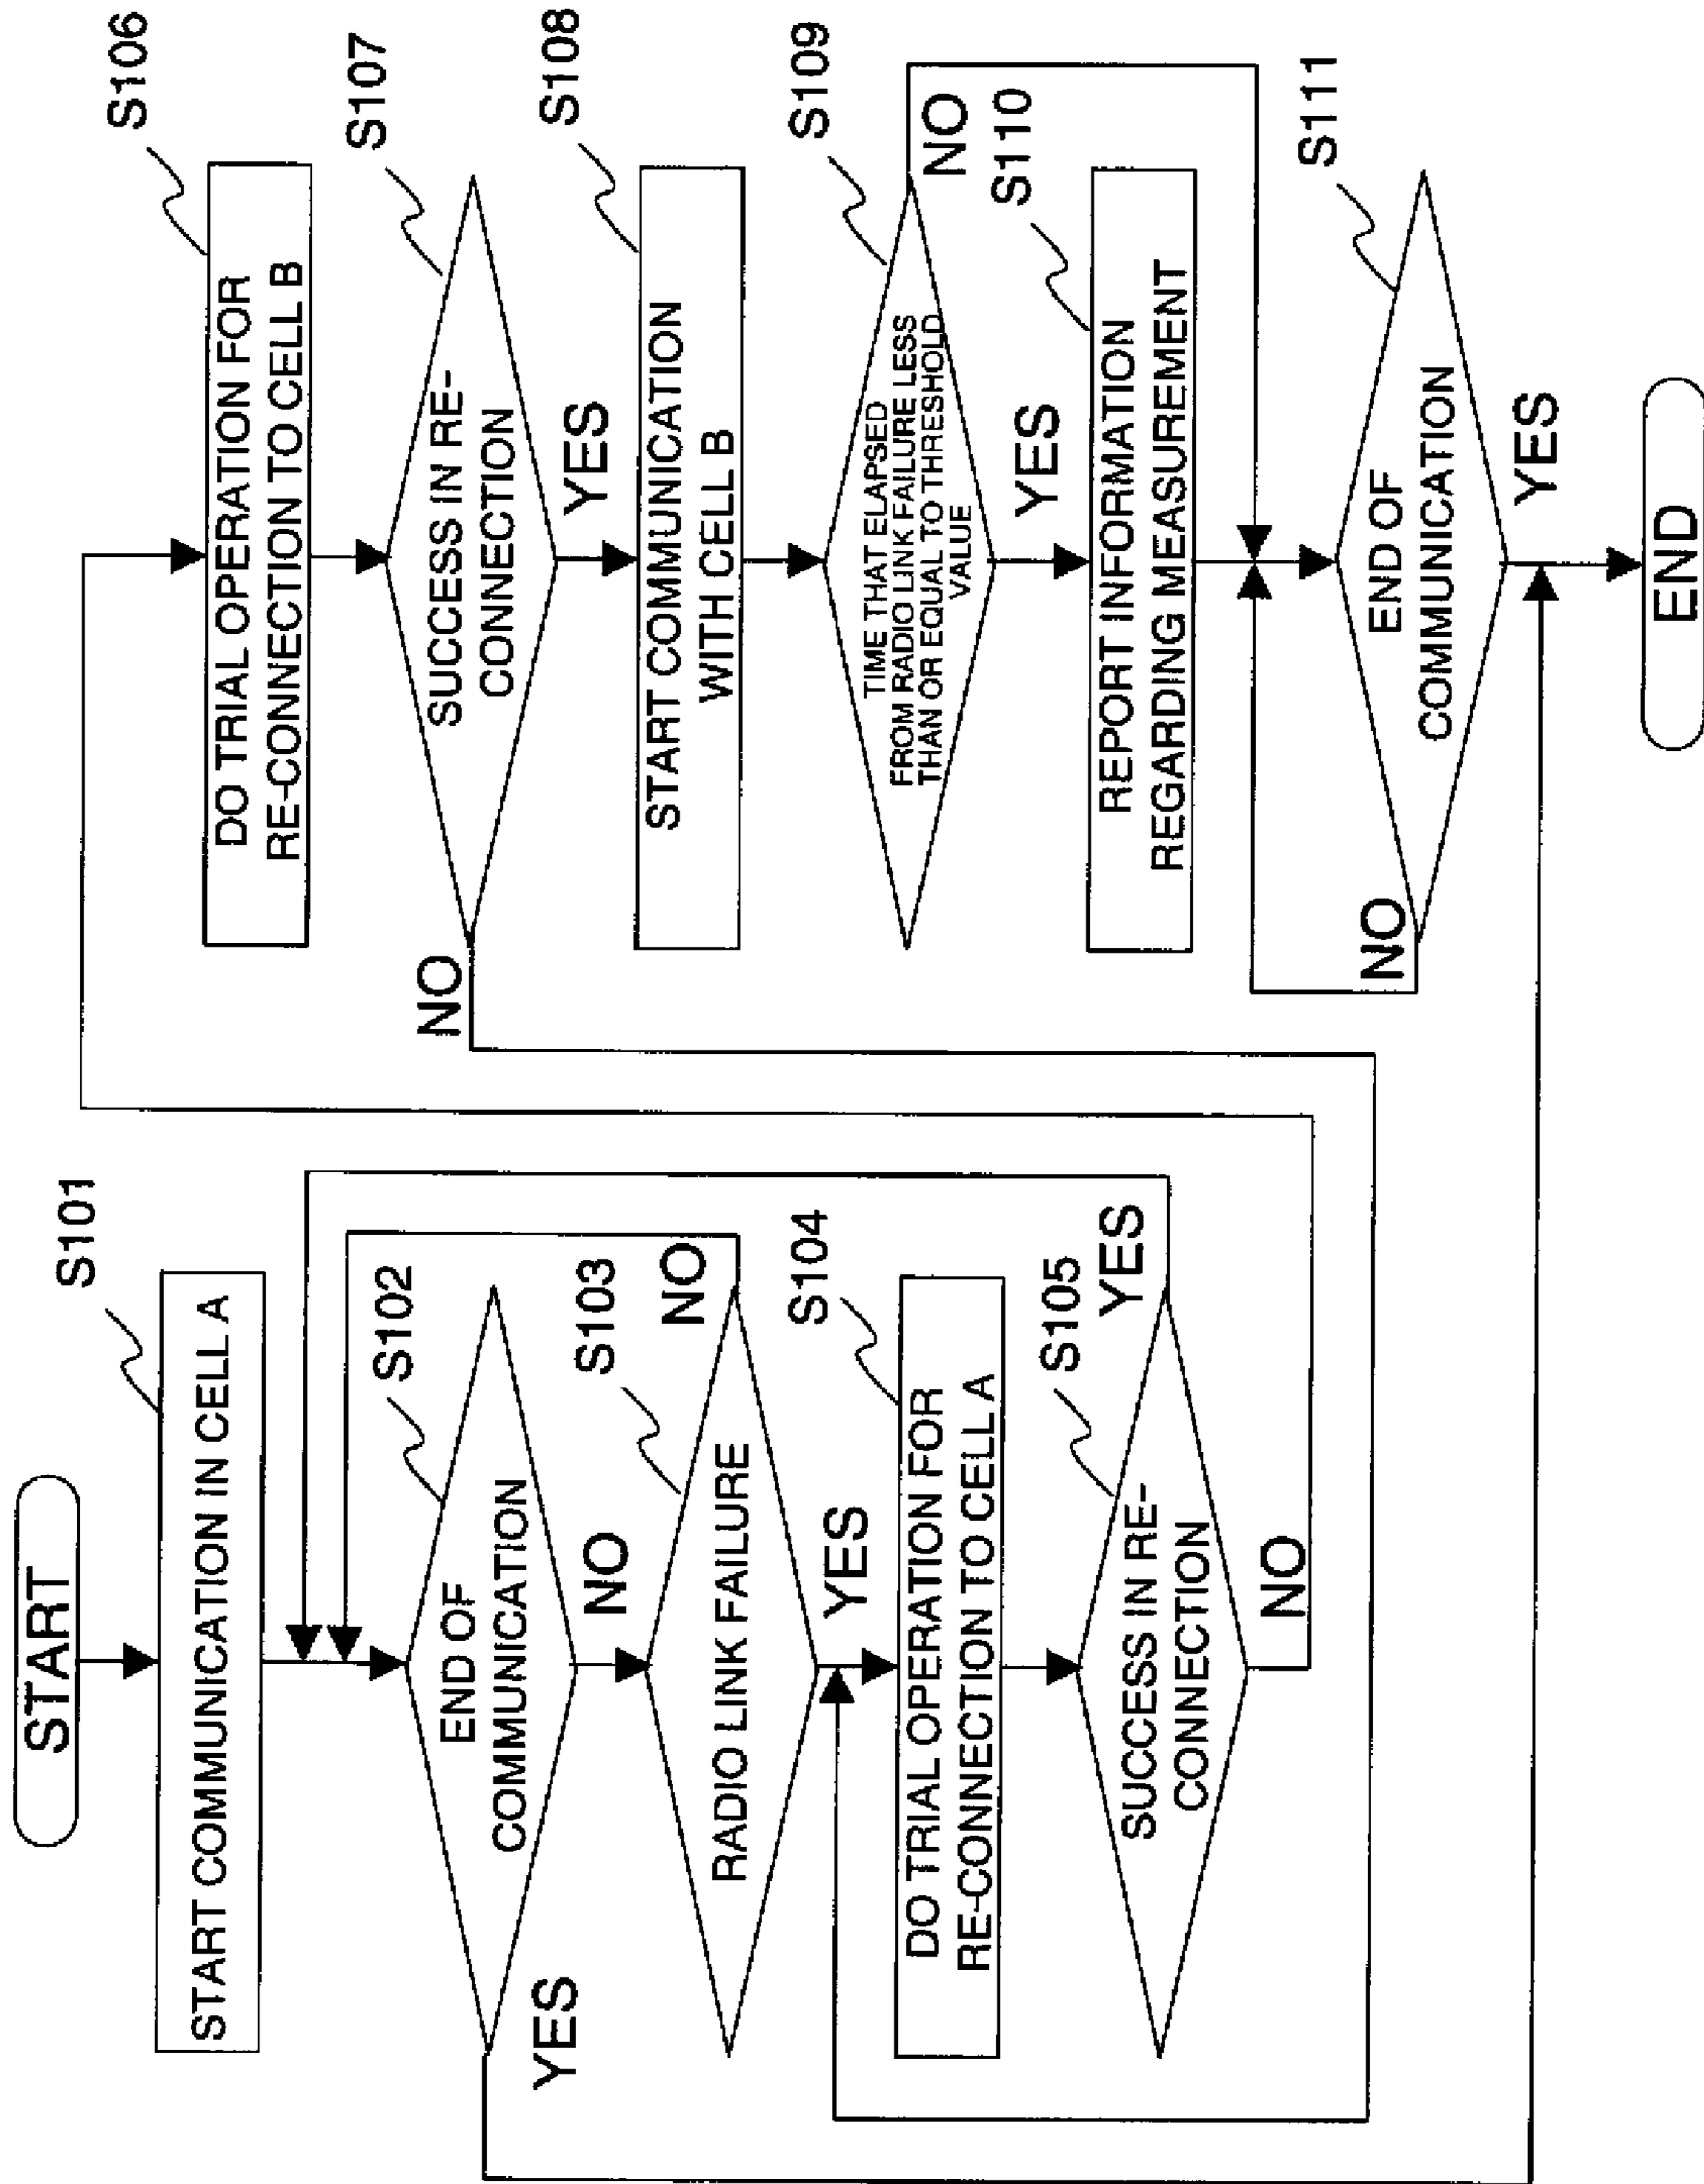 START
START COMMUNICATION IN CELL A
S101
END OF
COMMUNICATION
S102
YES
NO
RADIO LINK FAILURE
S103
NO
YES
DO TRIAL OPERATION FOR
RE-CONNECTION TO CELL A
S104
SUCCESS IN RE-
CONNECTION
S105
YES
NO
DO TRIAL OPERATION FOR
RE-CONNECTION TO CELL B
S106
SUCCESS IN RE-
CONNECTION
S107
NO
YES
START COMMUNICATION
WITH CELL B
S108
TIME THAT ELAPSED
FROM RADIO LINK FAILURE LESS
THAN OR EQUAL TO THRESHOLD
VALUE
S109
NO
YES
REPORT INFORMATION
REGARDING MEASUREMENT
S110
END OF
COMMUNICATION
S111
NO
YES
END